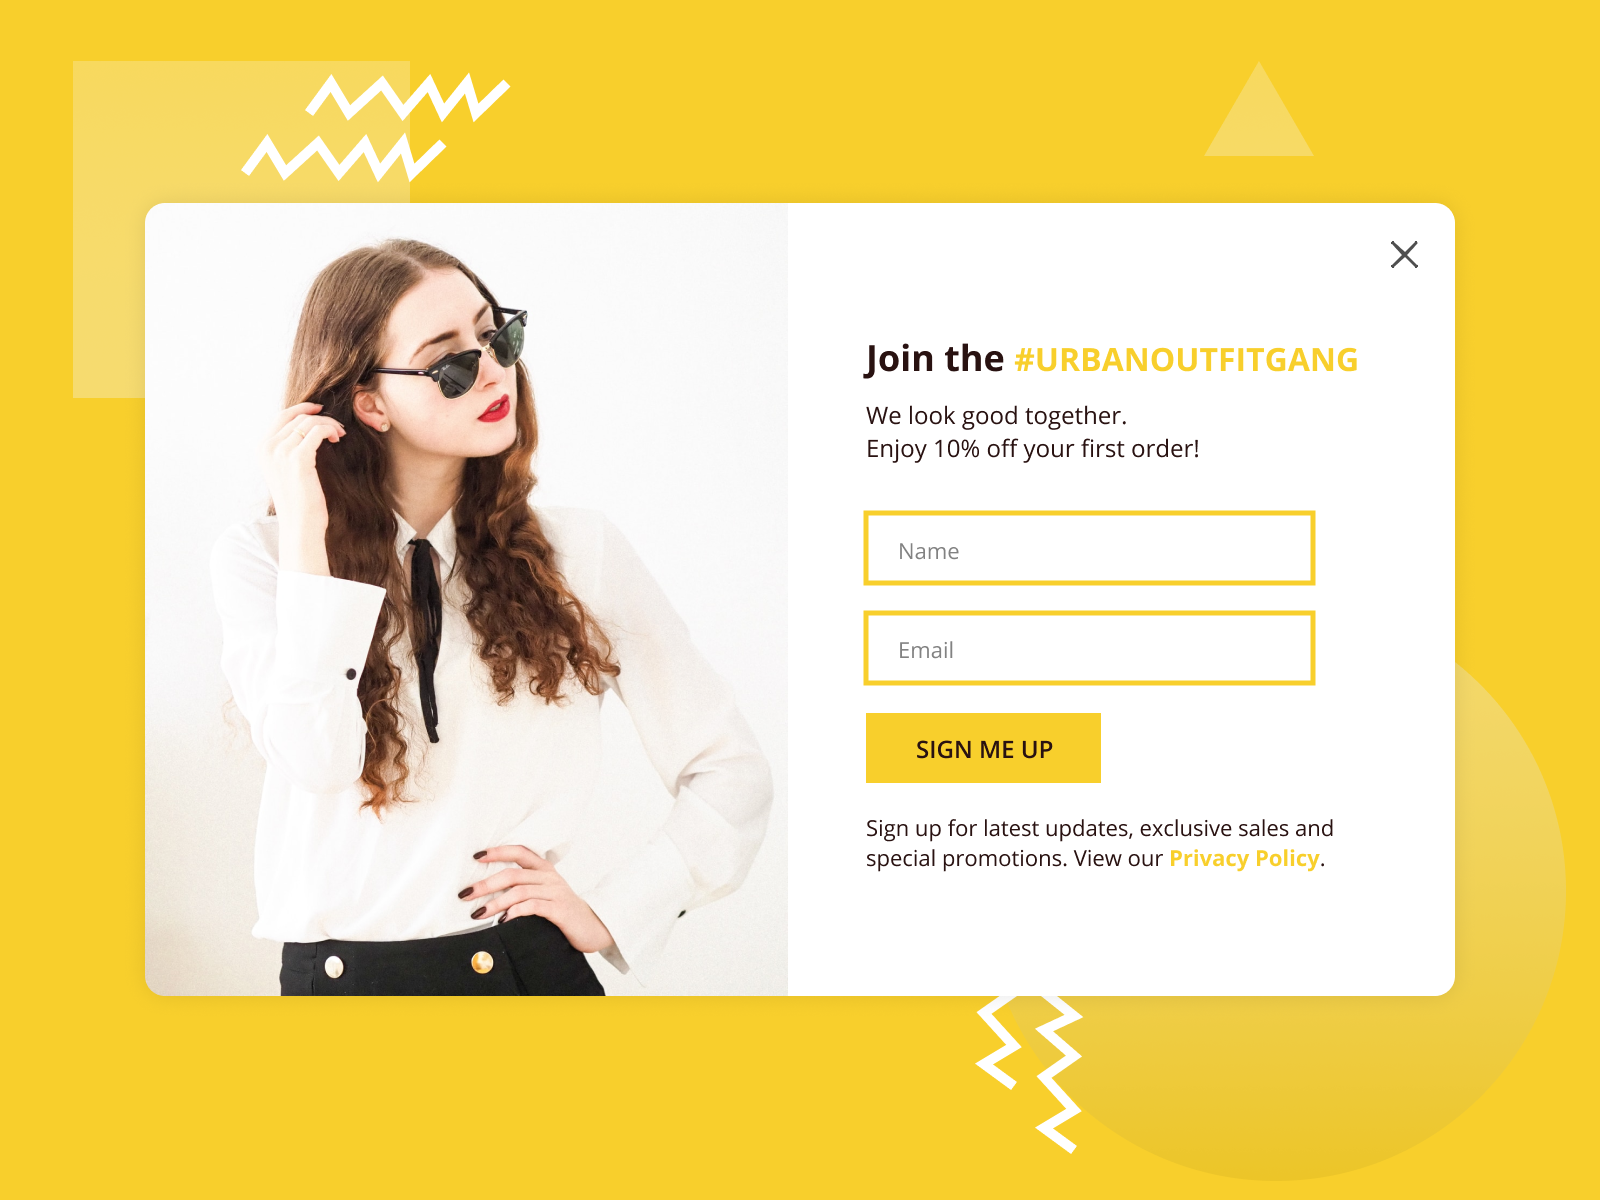 Join the #URBANOUTFITGANG
We look good together.
Enjoy 10% off your first order!
Name
Email
SIGN ME UP
Sign up for latest updates, exclusive sales and
special promotions. View our Privacy Policy.